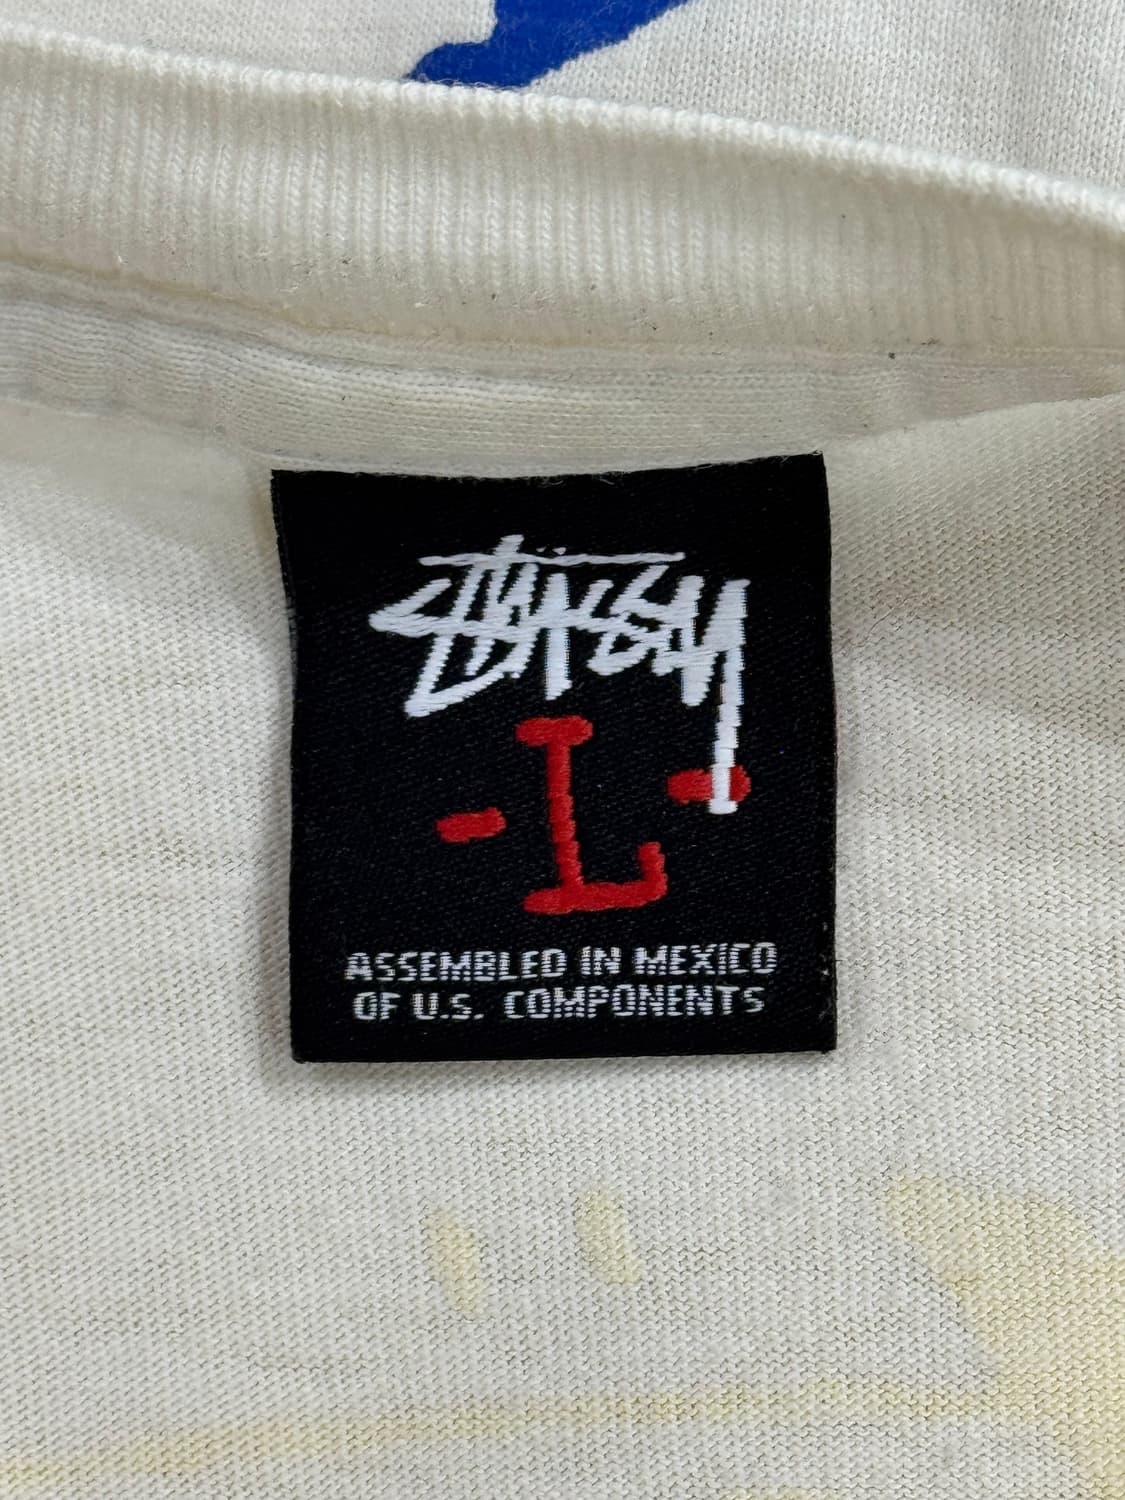 STÜSSY
-L-
ASSEMBLED IN MEXICO
OF U.S. COMPONENTS